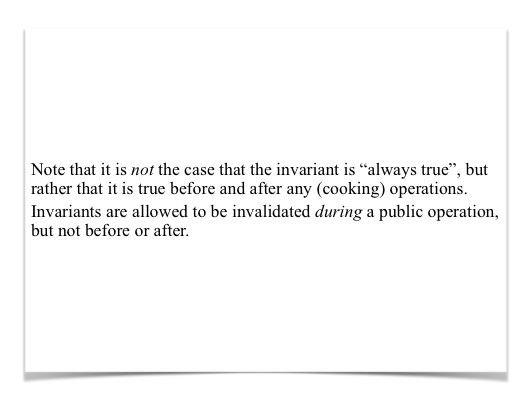 Note that it is not the case that the invariant is “always true”, but
rather that it is true before and after any (cooking) operations.
Invariants are allowed to be invalidated during a public operation,
but not before or after.